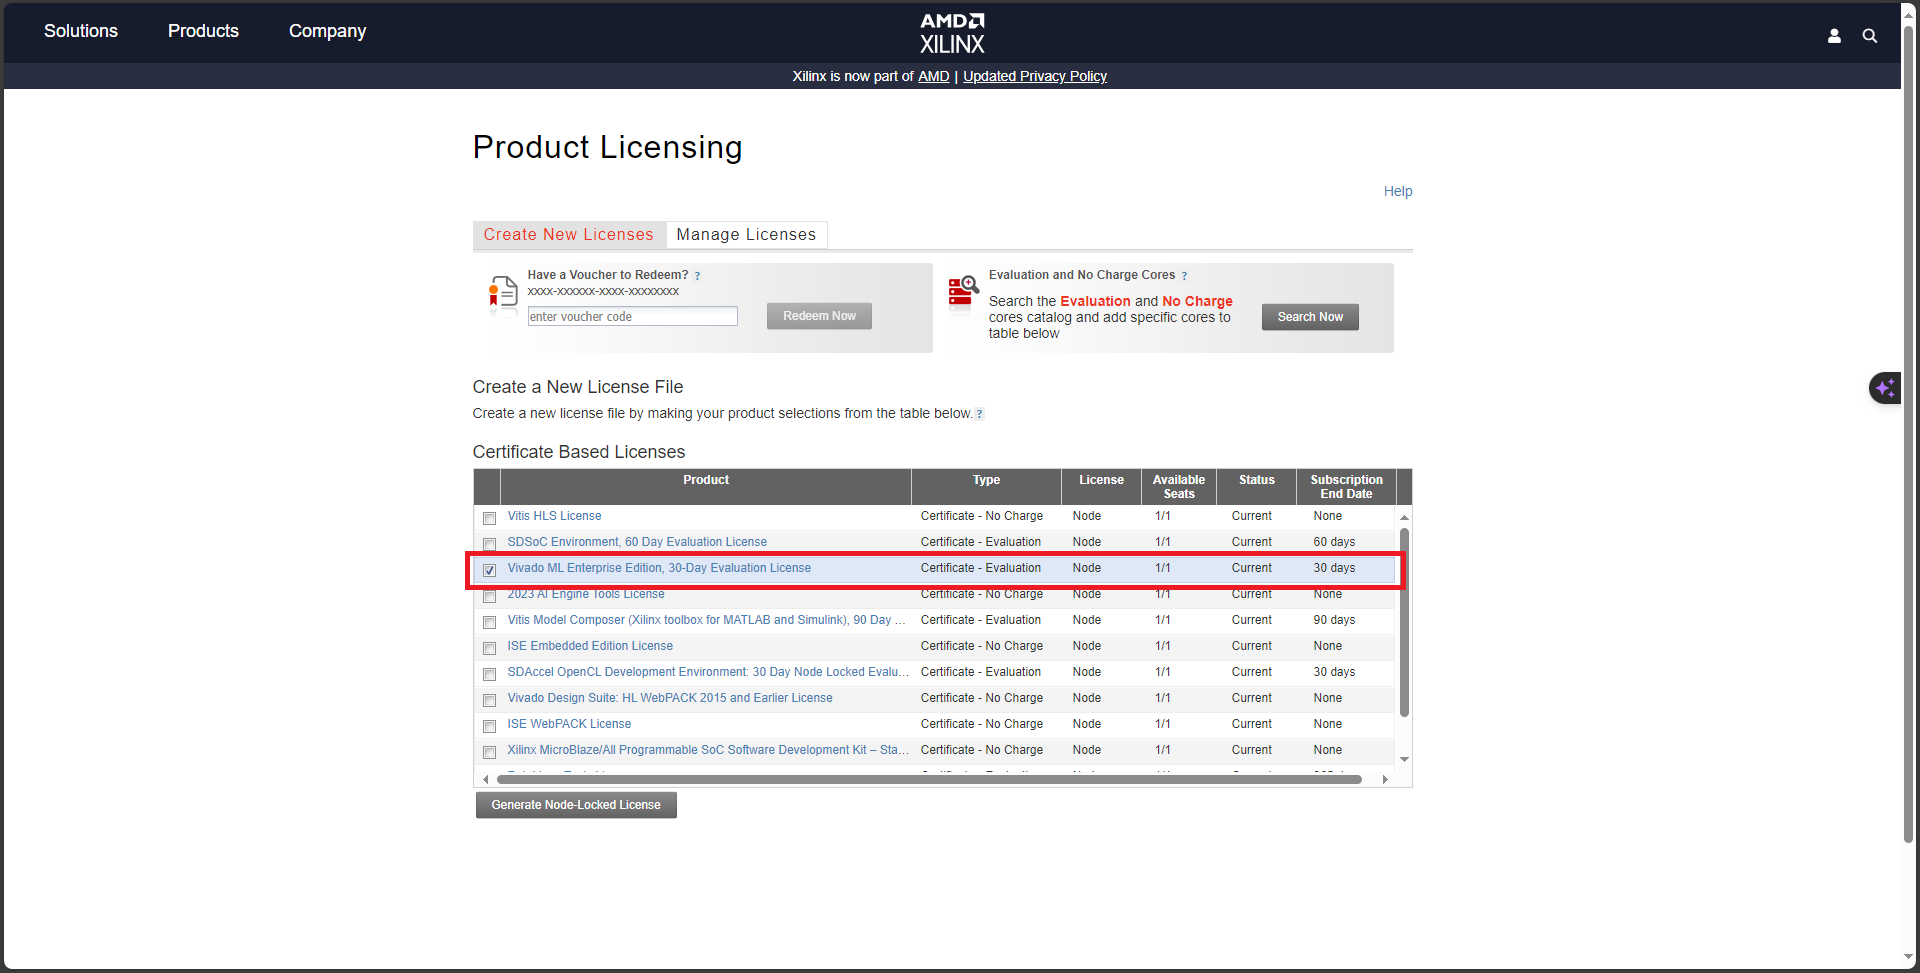 Solutions Products Company
AMD
XILINX
Xilinx is now part of AMD | Updated Privacy Policy
Product Licensing
Help
Create New Licenses Manage Licenses
Have a Voucher to Redeem? ?
XXXX-XXXXXX-XXXX-XXXXXXXX
enter voucher code
Redeem Now
Evaluation and No Charge Cores ?
Search the Evaluation and No Charge
cores catalog and add specific cores to
table below
Search Now
Create a New License File
Create a new license file by making your product selections from the table below. ?
Certificate Based Licenses
Product Type License Available Seats Status Subscription End Date
Vitis HLS License Certificate - No Charge Node 1/1 Current None
SDSoC Environment, 60 Day Evaluation License Certificate - Evaluation Node 1/1 Current 60 days
Vivado ML Enterprise Edition, 30-Day Evaluation License Certificate - Evaluation Node 1/1 Current 30 days
2023 AI Engine Tools License Certificate - No Charge Node 1/1 Current None
Vitis Model Composer (Xilinx toolbox for MATLAB and Simulink), 90 Day ... Certificate - Evaluation Node 1/1 Current 90 days
ISE Embedded Edition License Certificate - No Charge Node 1/1 Current None
SDAccel OpenCL Development Environment: 30 Day Node Locked Evalu... Certificate - Evaluation Node 1/1 Current 30 days
Vivado Design Suite: HL WebPACK 2015 and Earlier License Certificate - No Charge Node 1/1 Current None
ISE WebPACK License Certificate - No Charge Node 1/1 Current None
Xilinx MicroBlaze/All Programmable SoC Software Development Kit – Sta... Certificate - No Charge Node 1/1 Current None
Generate Node-Locked License